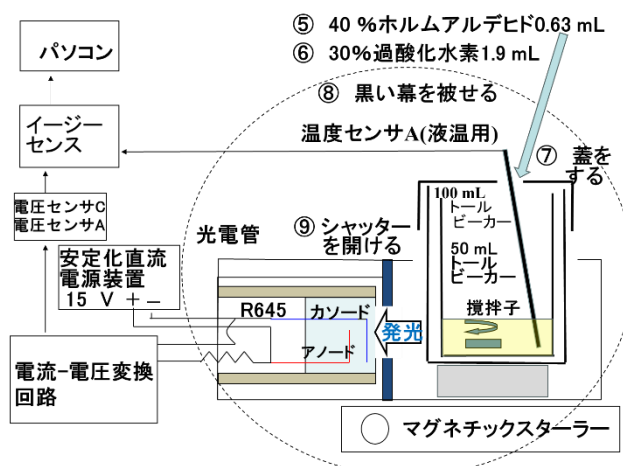 ⑤ 40 %ホルムアルデヒド0.63 mL
⑥ 30%過酸化水素1.9 mL
⑧ 黒い幕を被せる
パソコン
イージー
センス
温度センサA(液温用)
⑦ 蓋を
する
電圧センサC
電圧センサA
100 mL
トール
ビーカー
光電管
⑨ シャッター
を開ける
50 mL
トール
ビーカー
安定化直流
電源装置
15 V + −
R645
カソード
アノード
発光
撹拌子
電流−電圧変換
回路
マグネチックスターラー